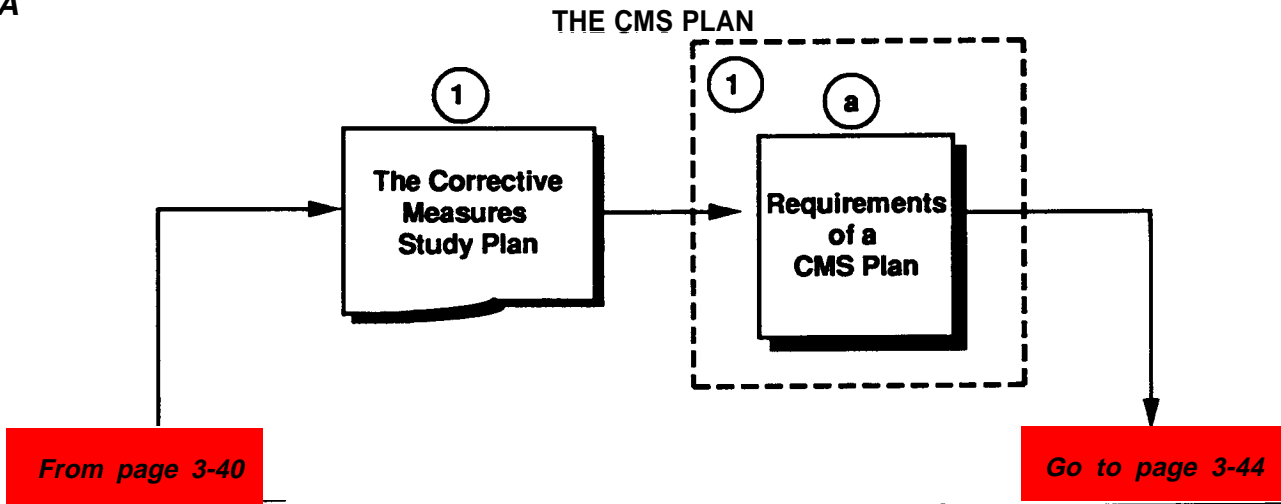 A
THE CMS PLAN
1
The Corrective
Measures
Study Plan
1
a
Requirements
of a
CMS Plan
From page 3-40
Go to page 3-44